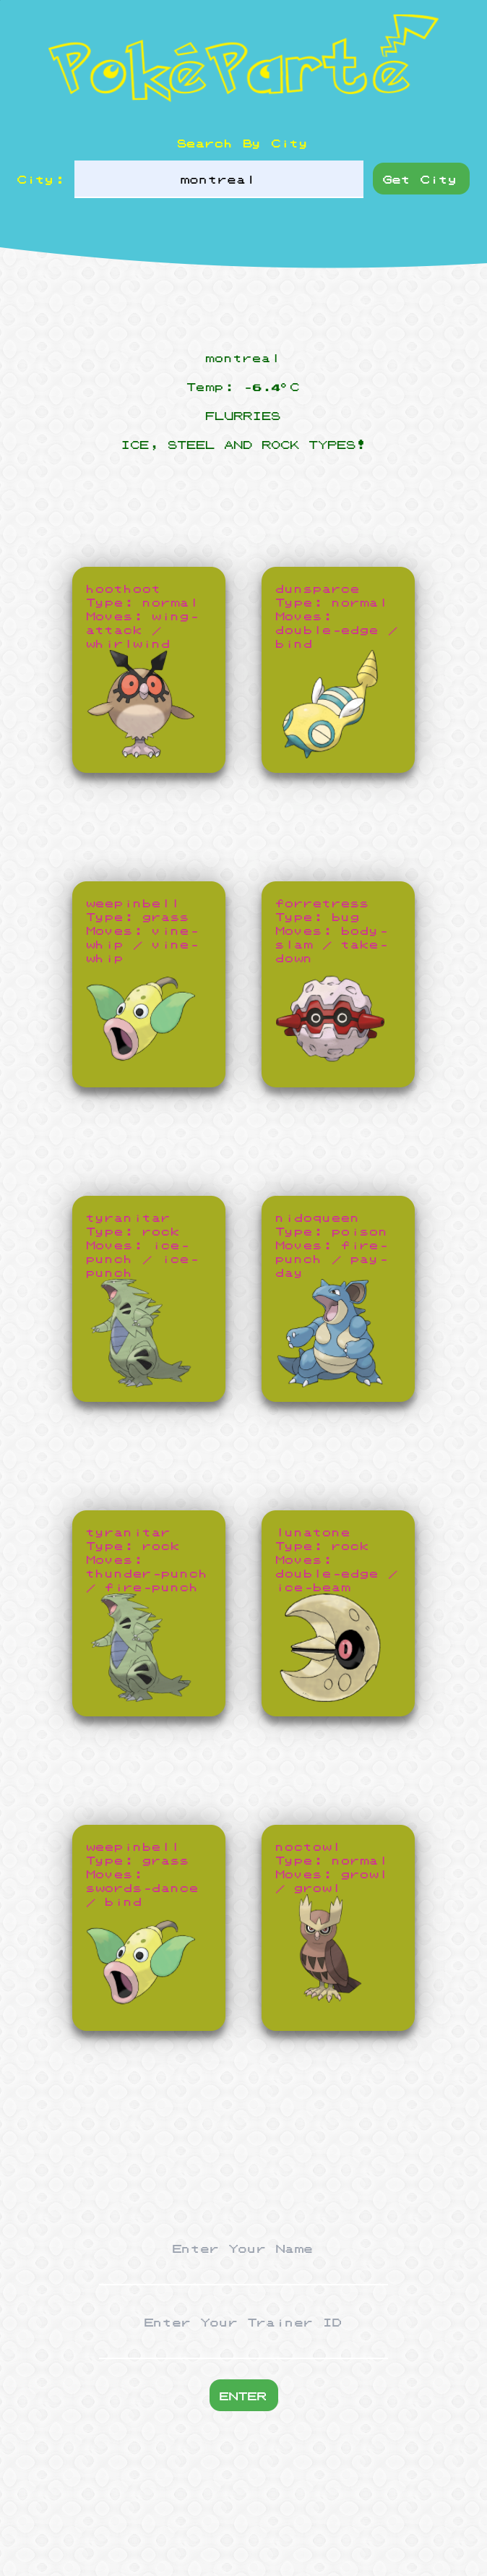 PokéParte
Search By City
City: montreal Get City
montreal
Temp: -6.4°C
FLURRIES
ICE, STEEL AND ROCK TYPES!
hoothoot
Type: normal
Moves: wing-
attack /
whirlwind
dunsparce
Type: normal
Moves:
double-edge /
bind
weepinbell
Type: grass
Moves: vine-
whip / vine-
whip
forretress
Type: bug
Moves: body-
slam / take-
down
tyranitar
Type: rock
Moves: ice-
punch / ice-
punch
nidoqueen
Type: poison
Moves: fire-
punch / pay-
day
tyranitar
Type: rock
Moves:
thunder-punch
/ fire-punch
lunatone
Type: rock
Moves:
double-edge /
ice-beam
weepinbell
Type: grass
Moves:
swords-dance
/ bind
noctowl
Type: normal
Moves: growl
/ growl
Enter Your Name
Enter Your Trainer ID
ENTER